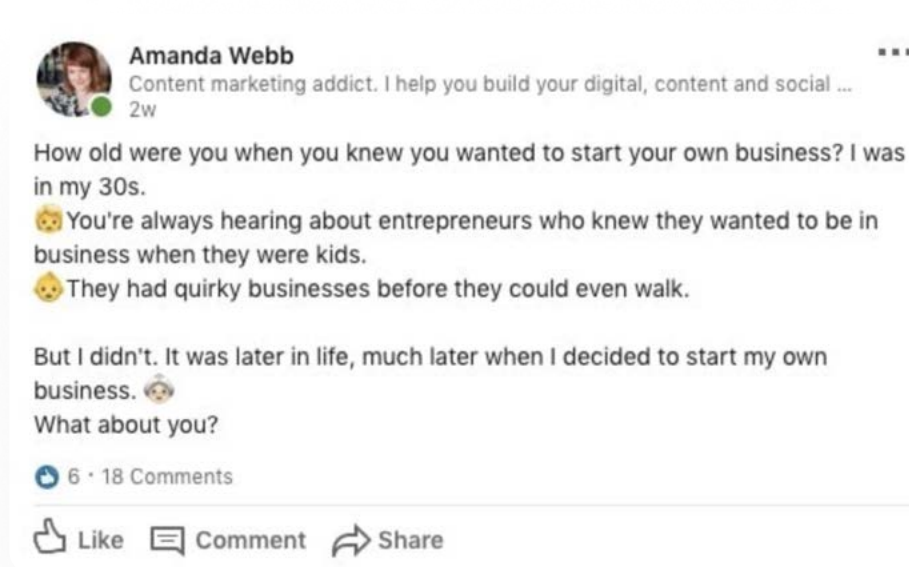 Amanda Webb
Content marketing addict. I help you build your digital, content and social ...
2w
How old were you when you knew you wanted to start your own business? I was
in my 30s.
👼You're always hearing about entrepreneurs who knew they wanted to be in
business when they were kids.
👶They had quirky businesses before they could even walk.
But I didn't. It was later in life, much later when I decided to start my own
business. 👵🏻
What about you?
6 · 18 Comments
Like Comment Share